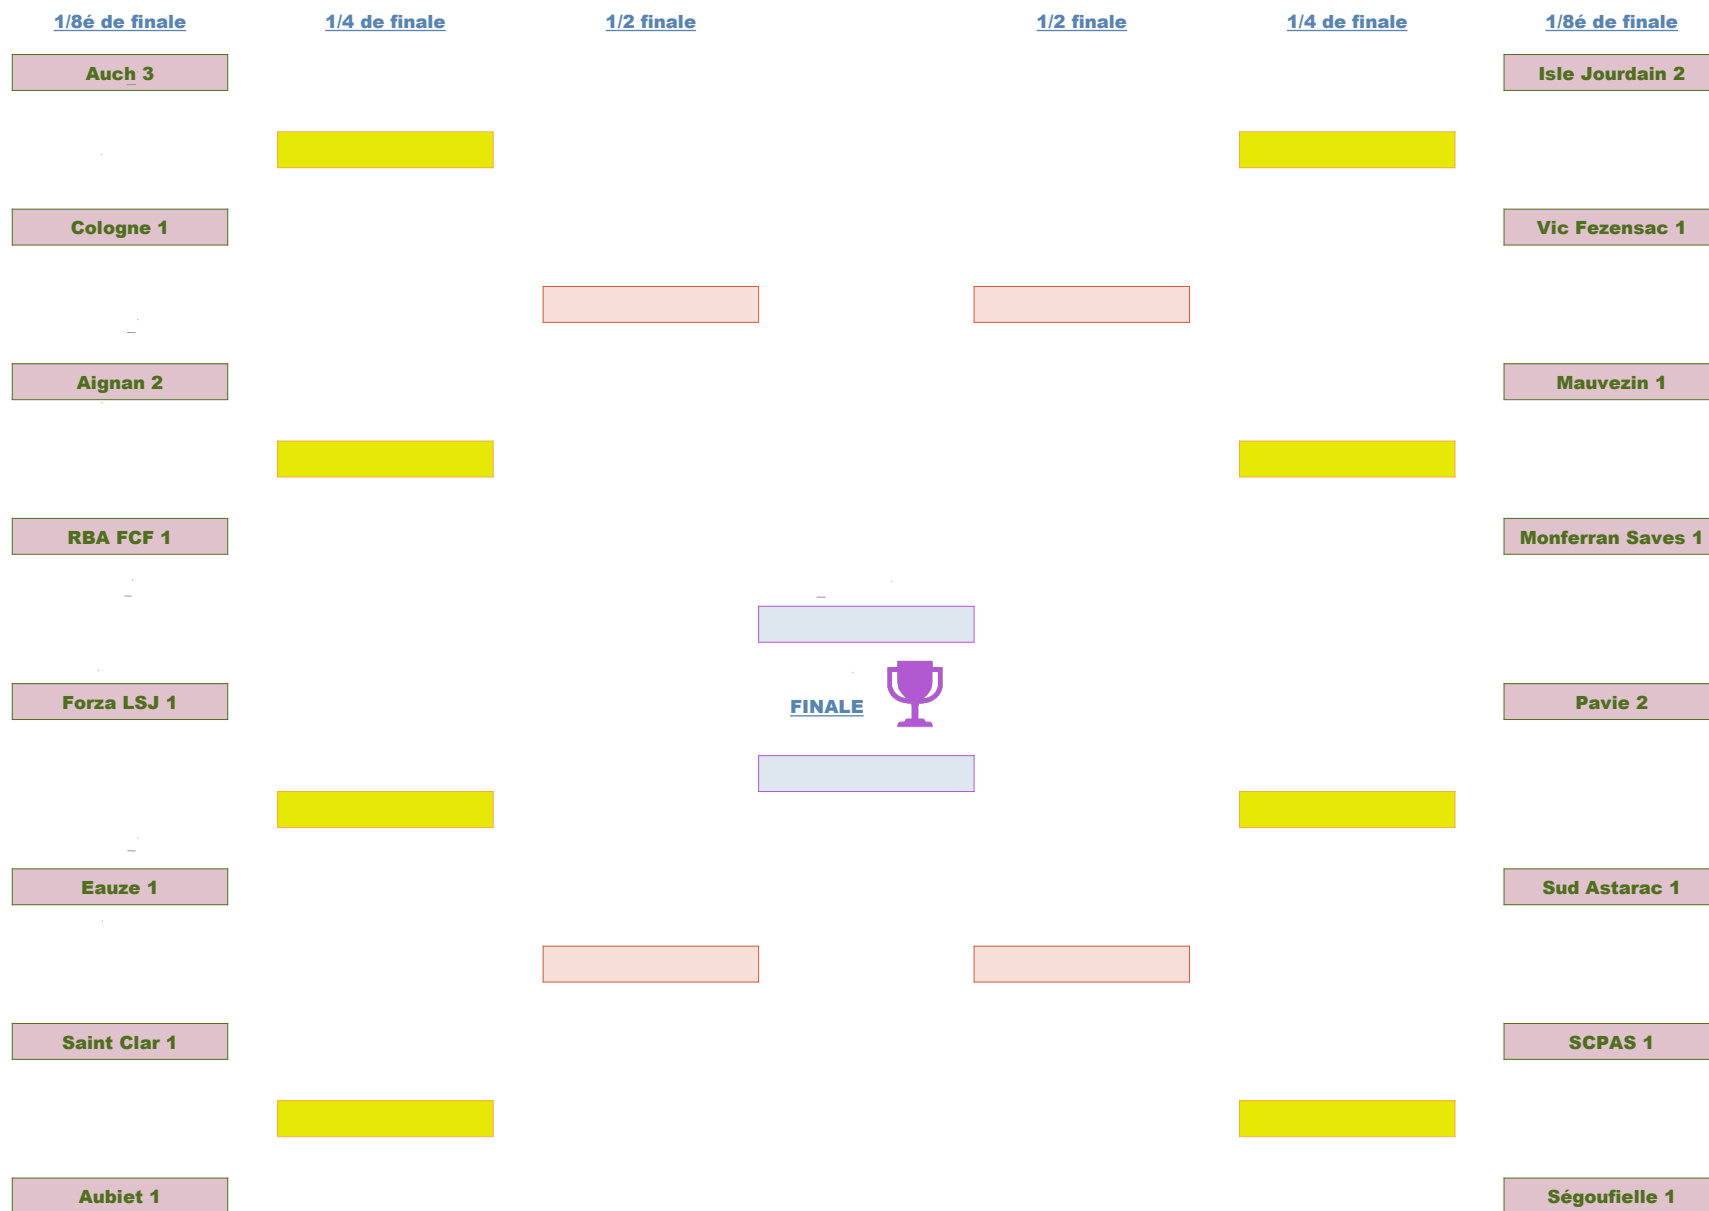 1/8é de finale
1/4 de finale
1/2 finale
1/2 finale
1/4 de finale
1/8é de finale
Auch 3
Isle Jourdain 2
Cologne 1
Vic Fezensac 1
Aignan 2
Mauvezin 1
RBA FCF 1
Monferran Saves 1
Forza LSJ 1
FINALE
Pavie 2
Eauze 1
Sud Astarac 1
Saint Clar 1
SCPAS 1
Aubiet 1
Ségoufielle 1